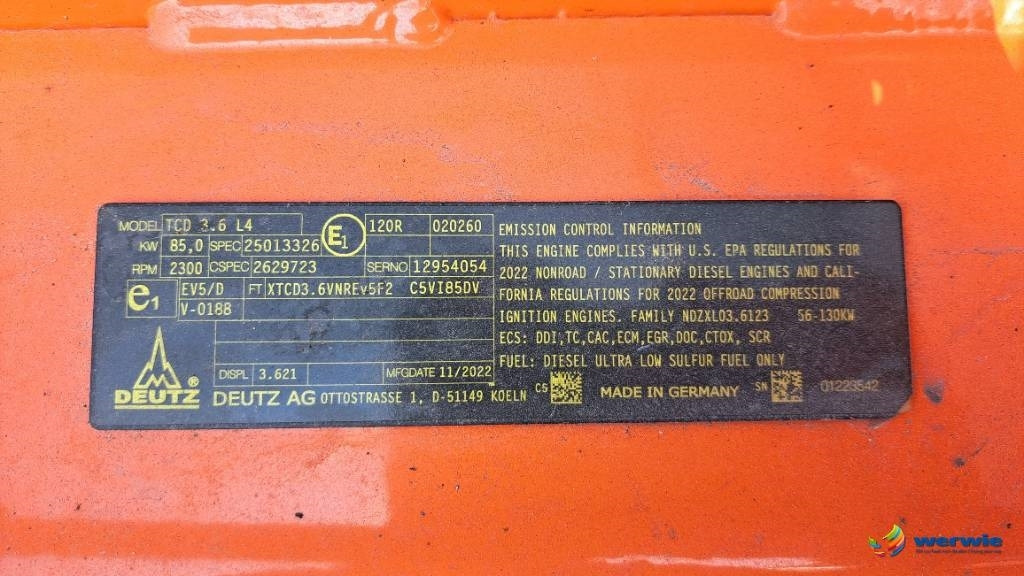 MODEL TCD 3.6 L4 E1 120R 020260
KW 85,0 SPEC 25013326
RPM 2300 CSPEC 2629723 SERNO 12954054
e1 EV5/D FT XTCD3.6VNREv5F2 C5VI85DV
V-0188
DISPL 3.621 MFGDATE 11/2022
DEUTZ ® DEUTZ AG OTTOSTRASSE 1, D-51149 KOELN
EMISSION CONTROL INFORMATION
THIS ENGINE COMPLIES WITH U.S. EPA REGULATIONS FOR
2022 NONROAD / STATIONARY DIESEL ENGINES AND CALI-
FORNIA REGULATIONS FOR 2022 OFFROAD COMPRESSION
IGNITION ENGINES. FAMILY NDZXL03.6123 56-130KW
ECS: DDI,TC,CAC,ECM,EGR,DOC,CTOX, SCR
FUEL: DIESEL ULTRA LOW SULFUR FUEL ONLY
CS MADE IN GERMANY SN 01223542
werwie